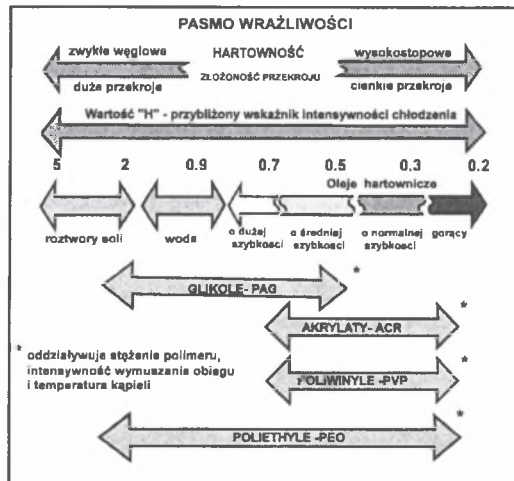 PASMO WRAŻLIWOŚCI
zwykłe węglowe HARTOWNOŚĆ wysokostopowe
duże przekroje ZŁOŻONOŚĆ PRZEKROJU cienkie przekroje
Wartość "H" - przybliżony wskaźnik intensywności chłodzenia
5 2 0.9 0.7 0.5 0.3 0.2
Oleje hartownicze
roztwory soli woda o dużej szybkości o średniej szybkości o normalnej szybkości gorący
GLIKOLE- PAG *
AKRYLATY- ACR *
* oddziaływuje stężenie polimeru,
intensywność wymuszania obiegu
i temperatura kąpieli
POLIWINYLE -PVP *
POLIETHYLE -PEO *